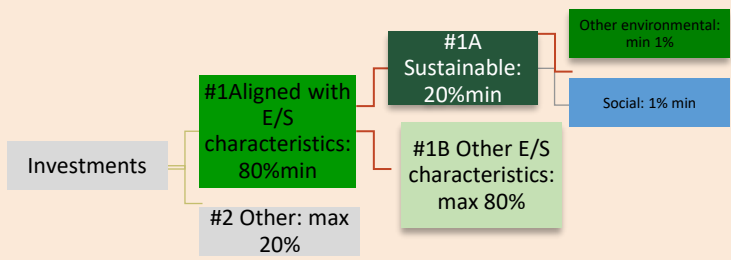 Investments
#1Aligned with
E/S
characteristics:
80%min
#2 Other: max
20%
#1A
Sustainable:
20%min
#1B Other E/S
characteristics:
max 80%
Other environmental:
min 1%
Social: 1% min